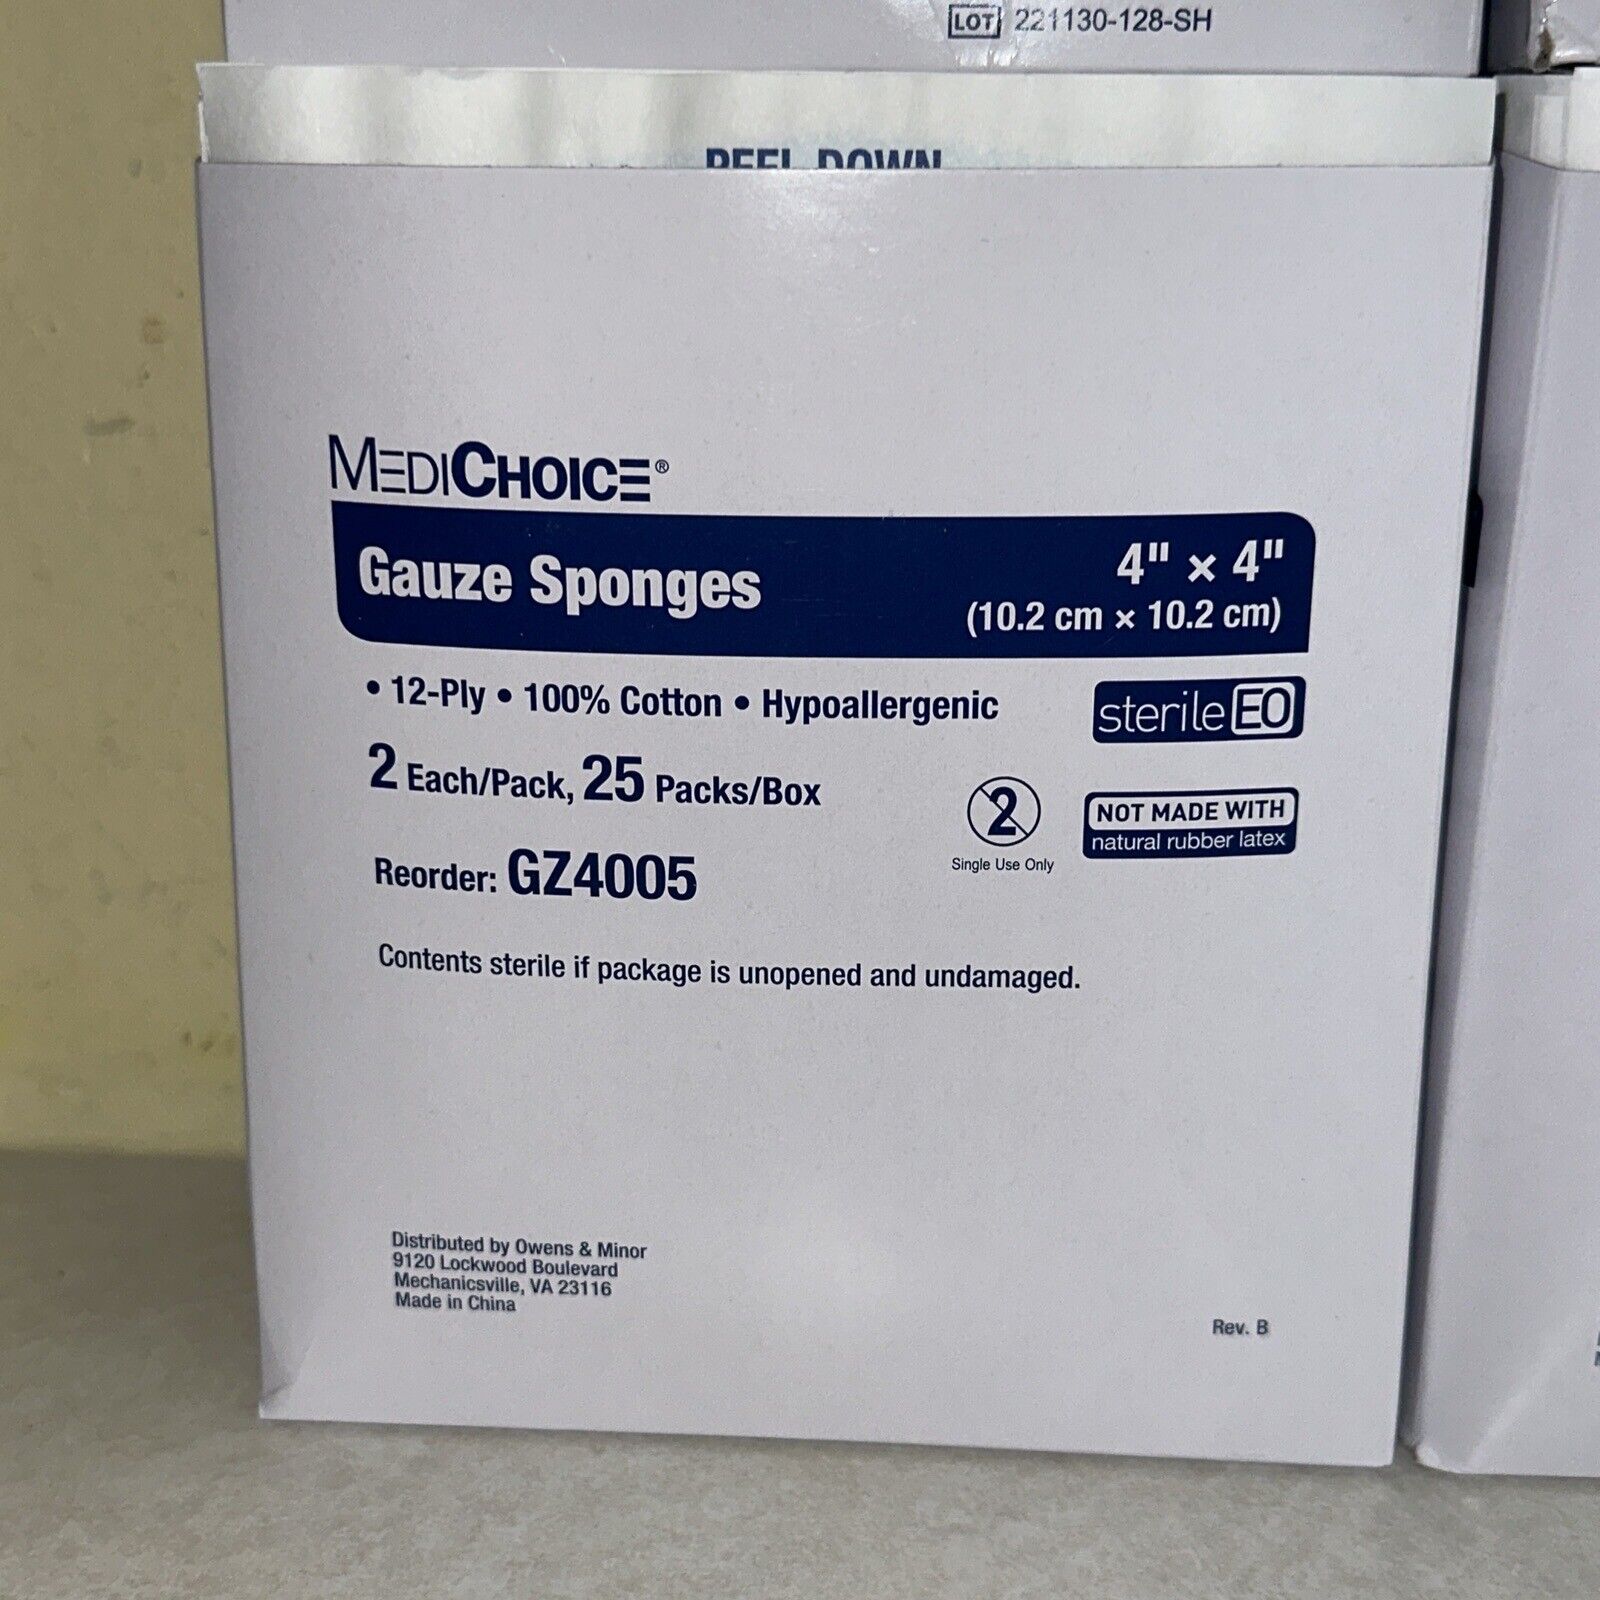 LOT 221130-128-SH
PEEL DOWN
MEDICHOICE®
Gauze Sponges
4" × 4"
(10.2 cm × 10.2 cm)
• 12-Ply • 100% Cotton • Hypoallergenic
sterile EO
2 Each/Pack, 25 Packs/Box
2
Single Use Only
NOT MADE WITH
natural rubber latex
Reorder: GZ4005
Contents sterile if package is unopened and undamaged.
Distributed by Owens & Minor
9120 Lockwood Boulevard
Mechanicsville, VA 23116
Made in China
Rev. B